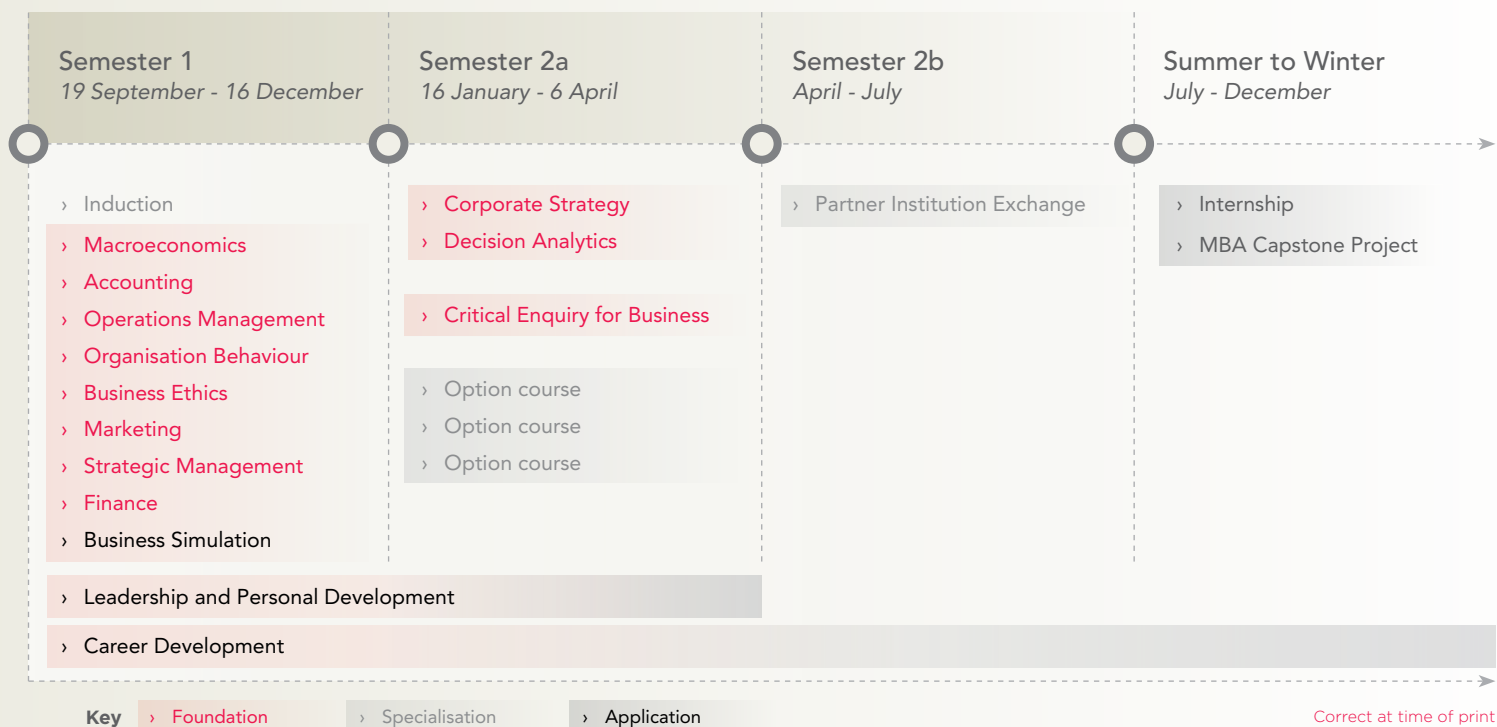 Semester 1
19 September - 16 December
Semester 2a
16 January - 6 April
Semester 2b
April - July
Summer to Winter
July - December
› Induction
› Macroeconomics
› Accounting
› Operations Management
› Organisation Behaviour
› Business Ethics
› Marketing
› Strategic Management
› Finance
› Business Simulation
› Corporate Strategy
› Decision Analytics
› Critical Enquiry for Business
› Option course
› Option course
› Option course
› Partner Institution Exchange
› Internship
› MBA Capstone Project
› Leadership and Personal Development
› Career Development
Key › Foundation › Specialisation › Application
Correct at time of print